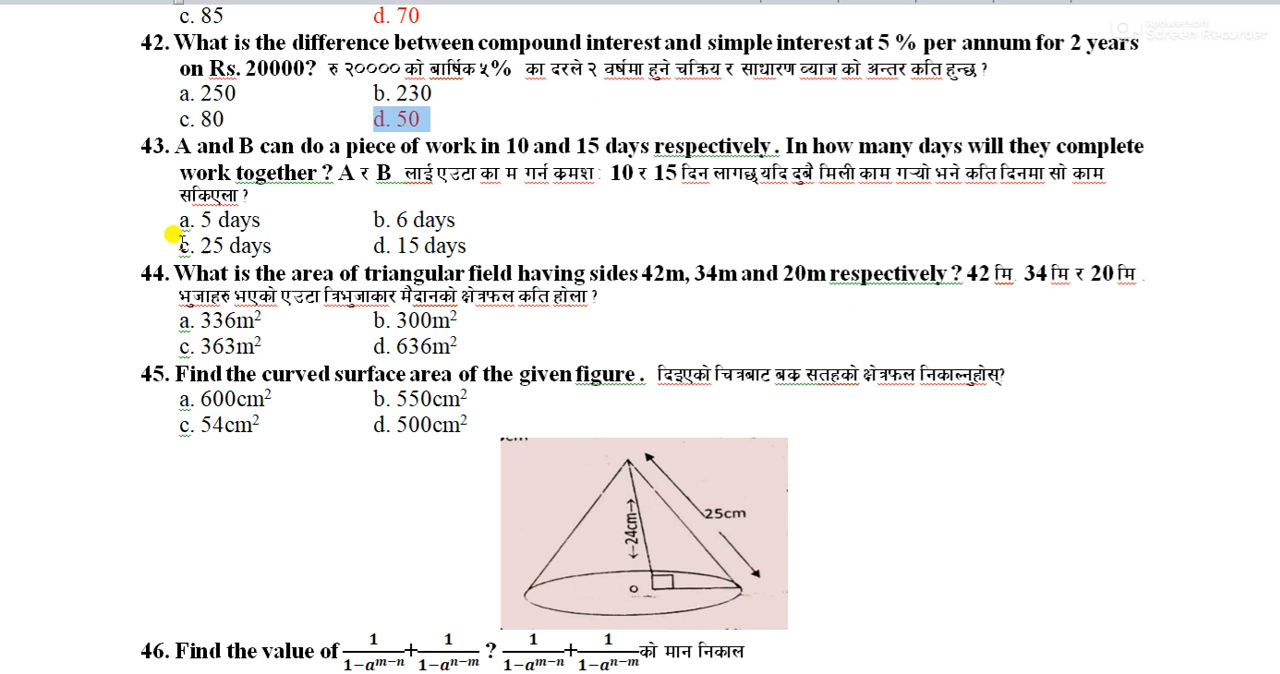 c. 85 d. 70
42. What is the difference between compound interest and simple interest at 5 % per annum for 2 years
on Rs. 20000? रु २०००० को बार्षिक ५% का दरले २ वर्षमा हुने चक्रिय र साधारण व्याज को अन्तर कति हुन्छ ?
a. 250 b. 230
c. 80 d. 50
43. A and B can do a piece of work in 10 and 15 days respectively. In how many days will they complete
work together ? A र B लाई एउटा का म गर्न कमश: 10 र 15 दिन लागछ यदि दुबै मिली काम गऱ्यो भने कति दिनमा सो काम
सकिएला ?
a. 5 days b. 6 days
c. 25 days d. 15 days
44. What is the area of triangular field having sides 42m, 34m and 20m respectively ? 42 मि. 34 मि र 20 मि .
भुजाहरु भएको एउटा त्रिभुजाकार मैदानको क्षेत्रफल कति होला ?
a. 336m² b. 300m²
c. 363m² d. 636m²
45. Find the curved surface area of the given figure. दिइएको चित्रबाट बक्र सतहको क्षेत्रफल निकाल्नुहोस्?
a. 600cm² b. 550cm²
c. 54cm² d. 500cm²
25cm
←24cm→
o
46. Find the value of 1/(1−a^(m−n)) + 1/(1−a^(n−m)) ? 1/(1−a^(m−n)) + 1/(1−a^(n−m)) को मान निकाल